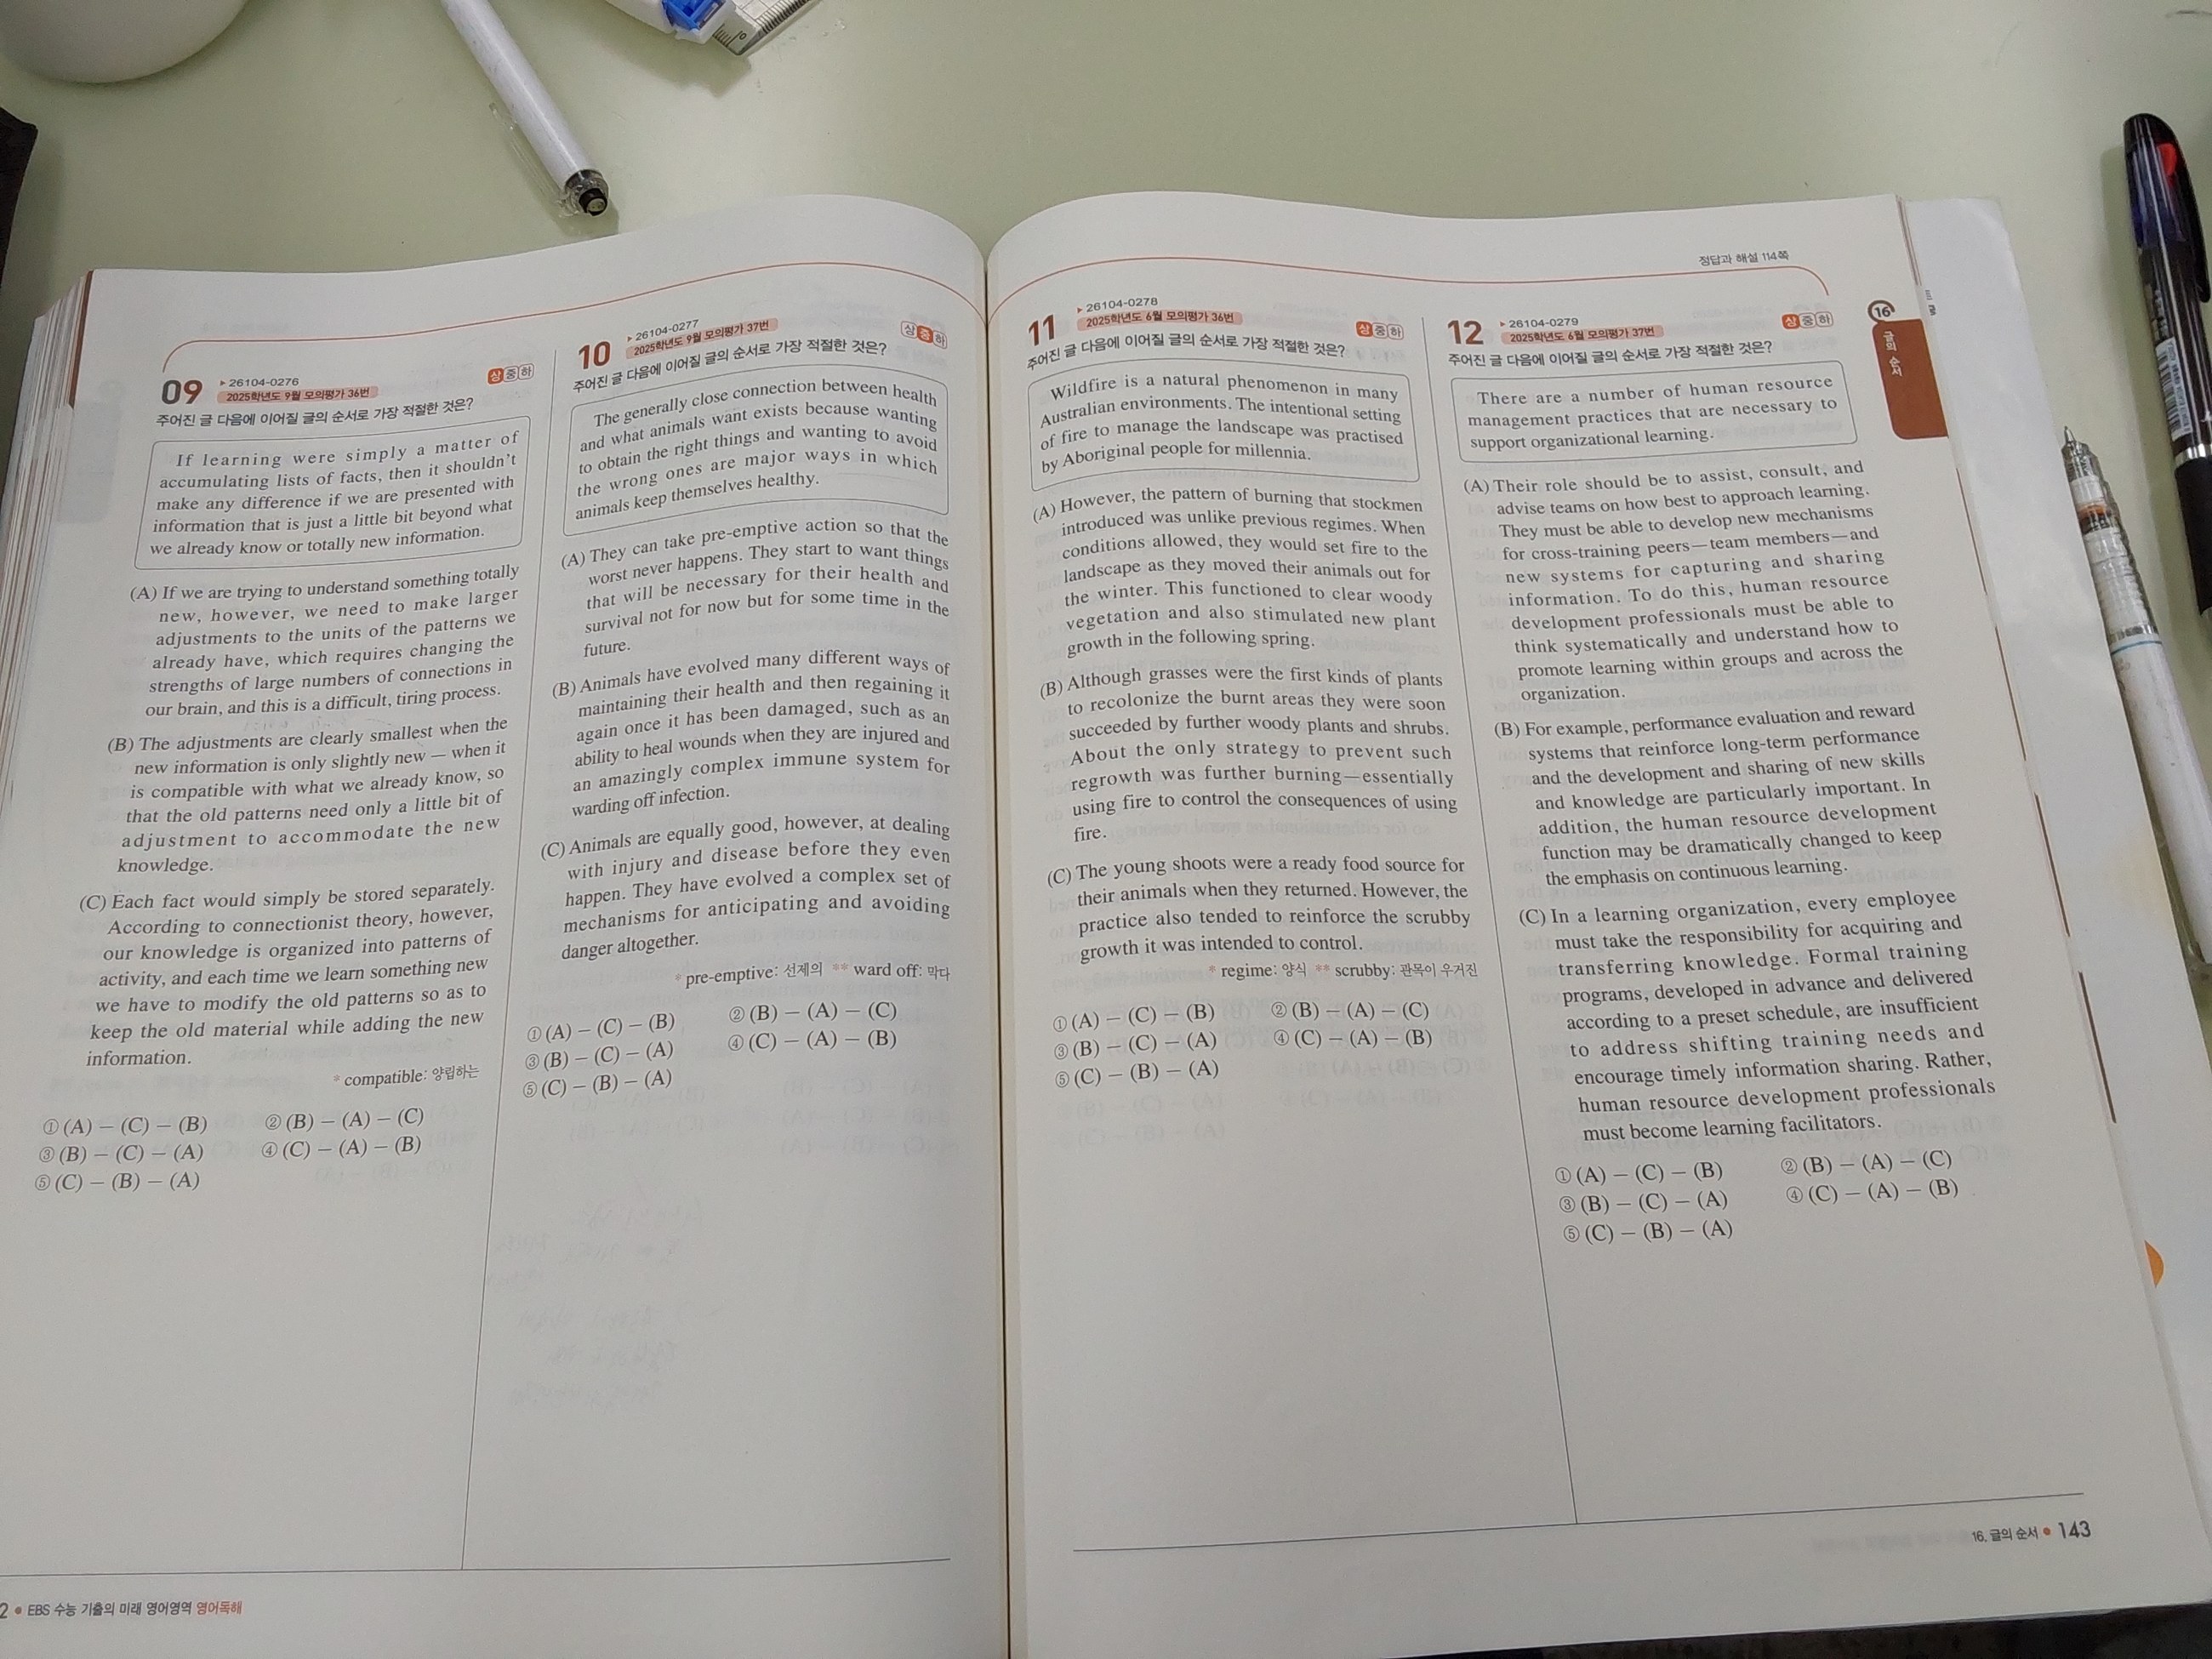 09
▸26104-0276
2025학년도 9월 모의평가 36번
상 중 하
주어진 글 다음에 이어질 글의 순서로 가장 적절한 것은?
If learning were simply a matter of
accumulating lists of facts, then it shouldn't
make any difference if we are presented with
information that is just a little bit beyond what
we already know or totally new information.
(A) If we are trying to understand something totally
new, however, we need to make larger
adjustments to the units of the patterns we
already have, which requires changing the
strengths of large numbers of connections in
our brain, and this is a difficult, tiring process.
(B) The adjustments are clearly smallest when the
new information is only slightly new — when it
is compatible with what we already know, so
that the old patterns need only a little bit of
adjustment to accommodate the new
knowledge.
(C) Each fact would simply be stored separately.
According to connectionist theory, however,
our knowledge is organized into patterns of
activity, and each time we learn something new
we have to modify the old patterns so as to
keep the old material while adding the new
information.
* compatible: 양립하는
① (A) – (C) – (B) ② (B) – (A) – (C)
③ (B) – (C) – (A) ④ (C) – (A) – (B)
⑤ (C) – (B) – (A)
10
▸26104-0277
2025학년도 9월 모의평가 37번
상 중 하
주어진 글 다음에 이어질 글의 순서로 가장 적절한 것은?
The generally close connection between health
and what animals want exists because wanting
to obtain the right things and wanting to avoid
the wrong ones are major ways in which
animals keep themselves healthy.
(A) They can take pre-emptive action so that the
worst never happens. They start to want things
that will be necessary for their health and
survival not for now but for some time in the
future.
(B) Animals have evolved many different ways of
maintaining their health and then regaining it
again once it has been damaged, such as an
ability to heal wounds when they are injured and
an amazingly complex immune system for
warding off infection.
(C) Animals are equally good, however, at dealing
with injury and disease before they even
happen. They have evolved a complex set of
mechanisms for anticipating and avoiding
danger altogether.
* pre-emptive: 선제의 ** ward off: 막다
① (A) – (C) – (B) ② (B) – (A) – (C)
③ (B) – (C) – (A) ④ (C) – (A) – (B)
⑤ (C) – (B) – (A)
2 • EBS 수능 기출의 미래 영어영역 영어독해
정답과 해설 114쪽
11
▸26104-0278
2025학년도 6월 모의평가 36번
상 중 하
주어진 글 다음에 이어질 글의 순서로 가장 적절한 것은?
Wildfire is a natural phenomenon in many
Australian environments. The intentional setting
of fire to manage the landscape was practised
by Aboriginal people for millennia.
(A) However, the pattern of burning that stockmen
introduced was unlike previous regimes. When
conditions allowed, they would set fire to the
landscape as they moved their animals out for
the winter. This functioned to clear woody
vegetation and also stimulated new plant
growth in the following spring.
(B) Although grasses were the first kinds of plants
to recolonize the burnt areas they were soon
succeeded by further woody plants and shrubs.
About the only strategy to prevent such
regrowth was further burning—essentially
using fire to control the consequences of using
fire.
(C) The young shoots were a ready food source for
their animals when they returned. However, the
practice also tended to reinforce the scrubby
growth it was intended to control.
* regime: 양식 ** scrubby: 관목이 우거진
① (A) – (C) – (B) ② (B) – (A) – (C)
③ (B) – (C) – (A) ④ (C) – (A) – (B)
⑤ (C) – (B) – (A)
12
▸26104-0279
2025학년도 6월 모의평가 37번
상 중 하
주어진 글 다음에 이어질 글의 순서로 가장 적절한 것은?
There are a number of human resource
management practices that are necessary to
support organizational learning.
(A) Their role should be to assist, consult, and
advise teams on how best to approach learning.
They must be able to develop new mechanisms
for cross-training peers—team members—and
new systems for capturing and sharing
information. To do this, human resource
development professionals must be able to
think systematically and understand how to
promote learning within groups and across the
organization.
(B) For example, performance evaluation and reward
systems that reinforce long-term performance
and the development and sharing of new skills
and knowledge are particularly important. In
addition, the human resource development
function may be dramatically changed to keep
the emphasis on continuous learning.
(C) In a learning organization, every employee
must take the responsibility for acquiring and
transferring knowledge. Formal training
programs, developed in advance and delivered
according to a preset schedule, are insufficient
to address shifting training needs and
encourage timely information sharing. Rather,
human resource development professionals
must become learning facilitators.
① (A) – (C) – (B) ② (B) – (A) – (C)
③ (B) – (C) – (A) ④ (C) – (A) – (B)
⑤ (C) – (B) – (A)
16
글의 순서
16. 글의 순서 • 143